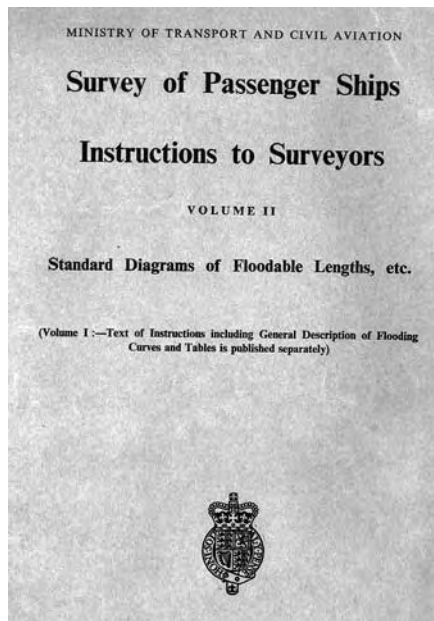 MINISTRY OF TRANSPORT AND CIVIL AVIATION
Survey of Passenger Ships
Instructions to Surveyors
VOLUME II
Standard Diagrams of Floodable Lengths, etc.
(Volume I :—Text of Instructions including General Description of Flooding
Curves and Tables is published separately)